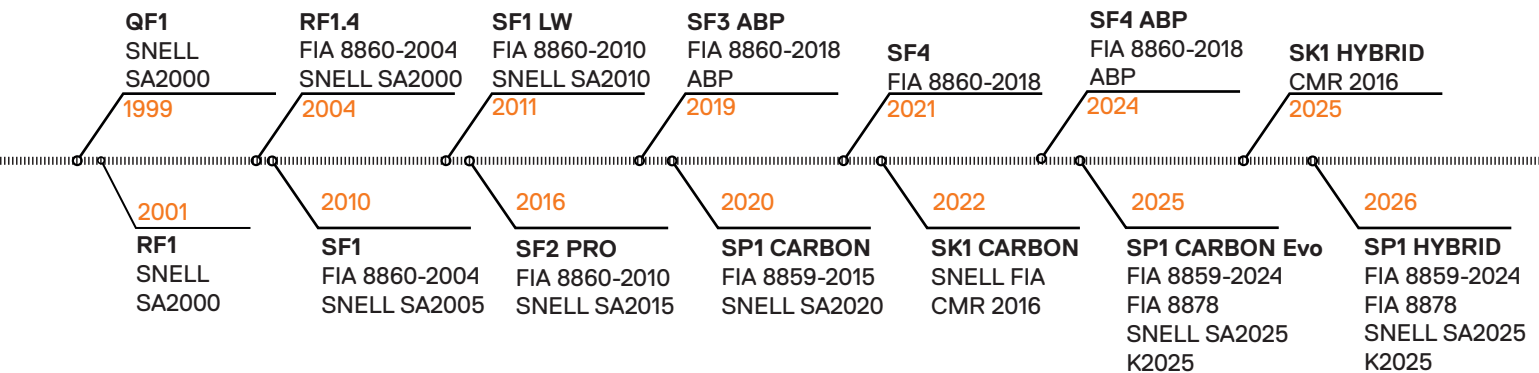 QF1
SNELL
SA2000
1999
RF1.4
FIA 8860-2004
SNELL SA2000
2004
SF1 LW
FIA 8860-2010
SNELL SA2010
2011
SF3 ABP
FIA 8860-2018
ABP
2019
SF4
FIA 8860-2018
2021
SF4 ABP
FIA 8860-2018
ABP
2024
SK1 HYBRID
CMR 2016
2025
2001
RF1
SNELL
SA2000
2010
SF1
FIA 8860-2004
SNELL SA2005
2016
SF2 PRO
FIA 8860-2010
SNELL SA2015
2020
SP1 CARBON
FIA 8859-2015
SNELL SA2020
2022
SK1 CARBON
SNELL FIA
CMR 2016
2025
SP1 CARBON Evo
FIA 8859-2024
FIA 8878
SNELL SA2025
K2025
2026
SP1 HYBRID
FIA 8859-2024
FIA 8878
SNELL SA2025
K2025